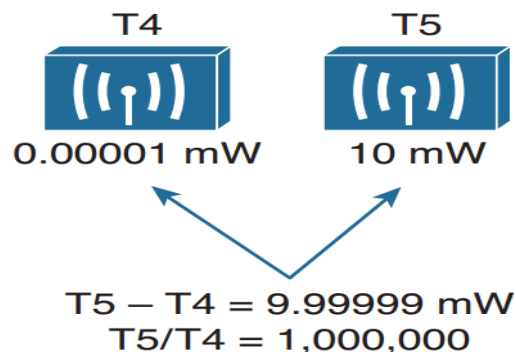 T4
T5
0.00001 mW
10 mW
T5 – T4 = 9.99999 mW
T5/T4 = 1,000,000